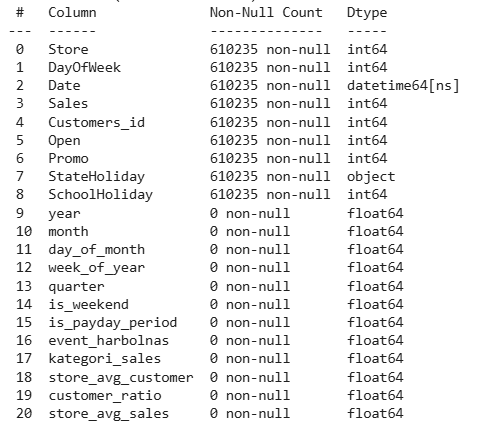 #   Column              Non-Null Count   Dtype
---  ------              --------------   -----
0   Store               610235 non-null  int64
1   DayOfWeek           610235 non-null  int64
2   Date                610235 non-null  datetime64[ns]
3   Sales               610235 non-null  int64
4   Customers_id        610235 non-null  int64
5   Open                610235 non-null  int64
6   Promo               610235 non-null  int64
7   StateHoliday        610235 non-null  object
8   SchoolHoliday       610235 non-null  int64
9   year                0 non-null       float64
10  month               0 non-null       float64
11  day_of_month        0 non-null       float64
12  week_of_year        0 non-null       float64
13  quarter             0 non-null       float64
14  is_weekend          0 non-null       float64
15  is_payday_period    0 non-null       float64
16  event_harbolnas     0 non-null       float64
17  kategori_sales      0 non-null       float64
18  store_avg_customer  0 non-null       float64
19  customer_ratio      0 non-null       float64
20  store_avg_sales     0 non-null       float64